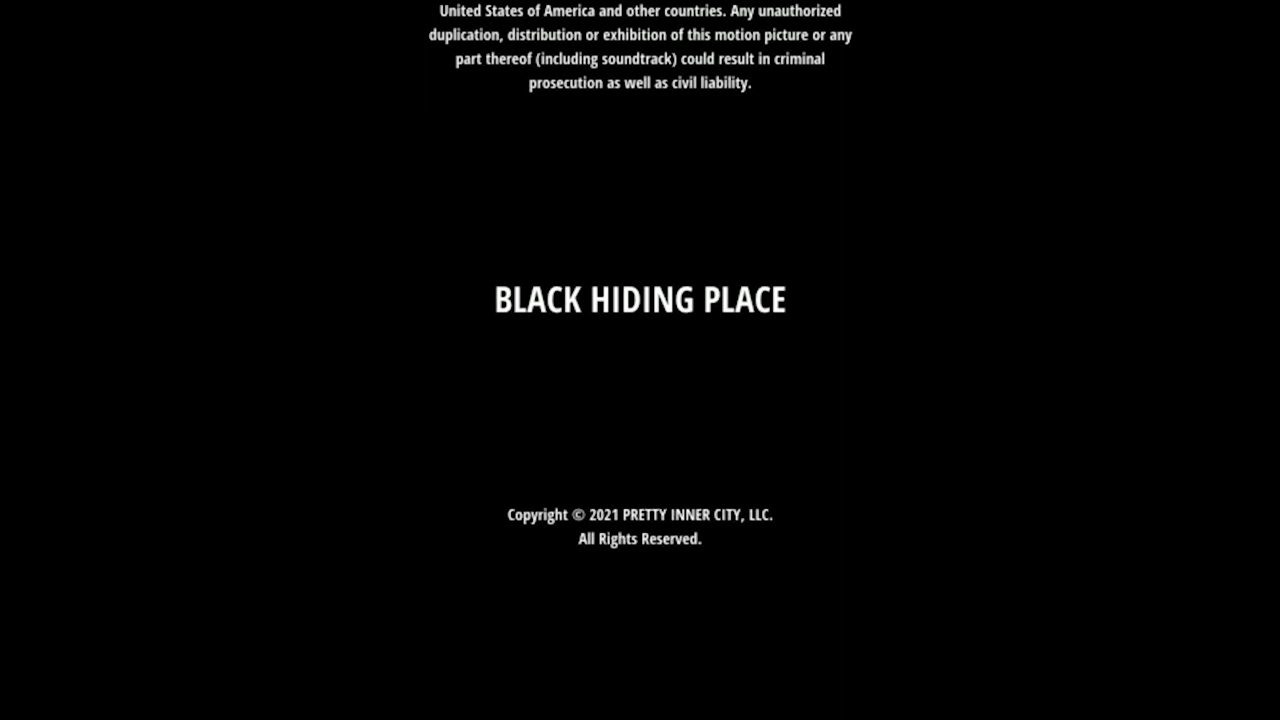 United States of America and other countries. Any unauthorized
duplication, distribution or exhibition of this motion picture or any
part thereof (including soundtrack) could result in criminal
prosecution as well as civil liability.
BLACK HIDING PLACE
Copyright © 2021 PRETTY INNER CITY, LLC.
All Rights Reserved.